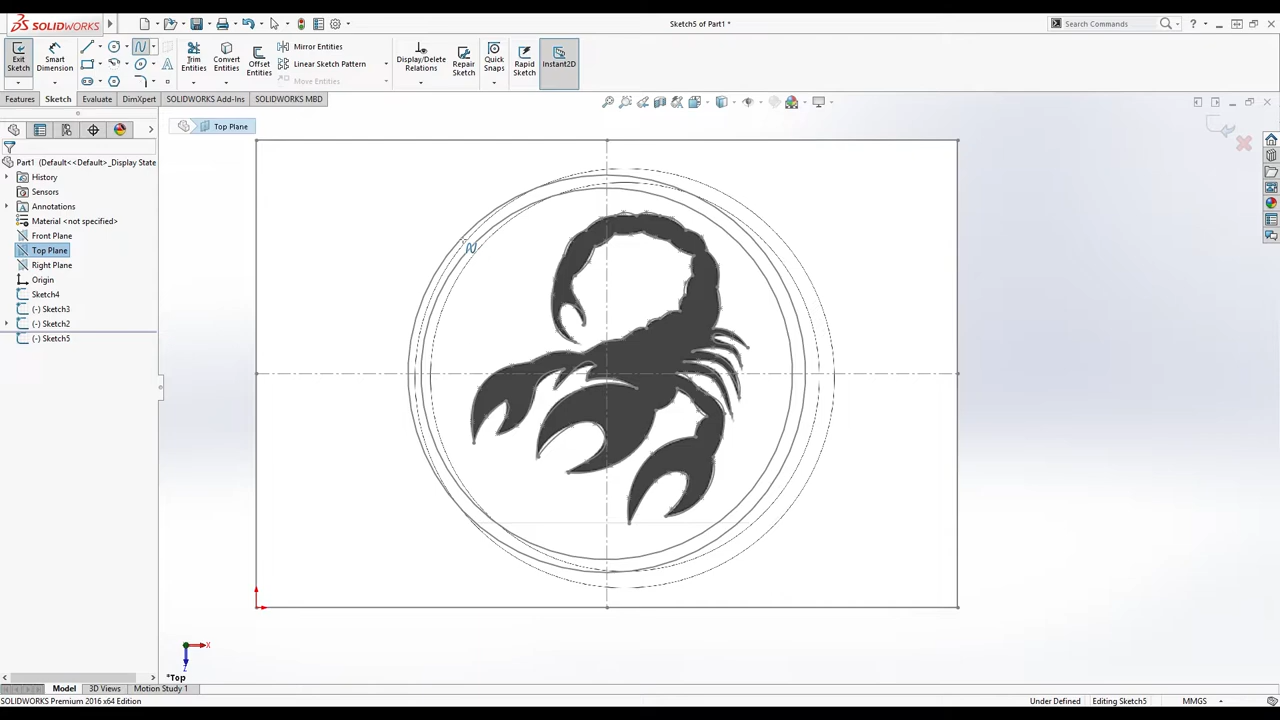 SOLIDWORKS
Sketch5 of Part1 *
Search Commands
Exit Sketch
Smart Dimension
Trim Entities
Convert Entities
Offset Entities
Mirror Entities
Linear Sketch Pattern
Move Entities
Display/Delete Relations
Repair Sketch
Quick Snaps
Rapid Sketch
Instant2D
Features
Sketch
Evaluate
DimXpert
SOLIDWORKS Add-Ins
SOLIDWORKS MBD
Top Plane
Part1 (Default<<Default>_Display State
History
Sensors
Annotations
Material <not specified>
Front Plane
Top Plane
Right Plane
Origin
Sketch4
(-) Sketch3
(-) Sketch2
(-) Sketch5
X
Z
*Top
Model
3D Views
Motion Study 1
SOLIDWORKS Premium 2016 x64 Edition
Under Defined
Editing Sketch5
MMGS